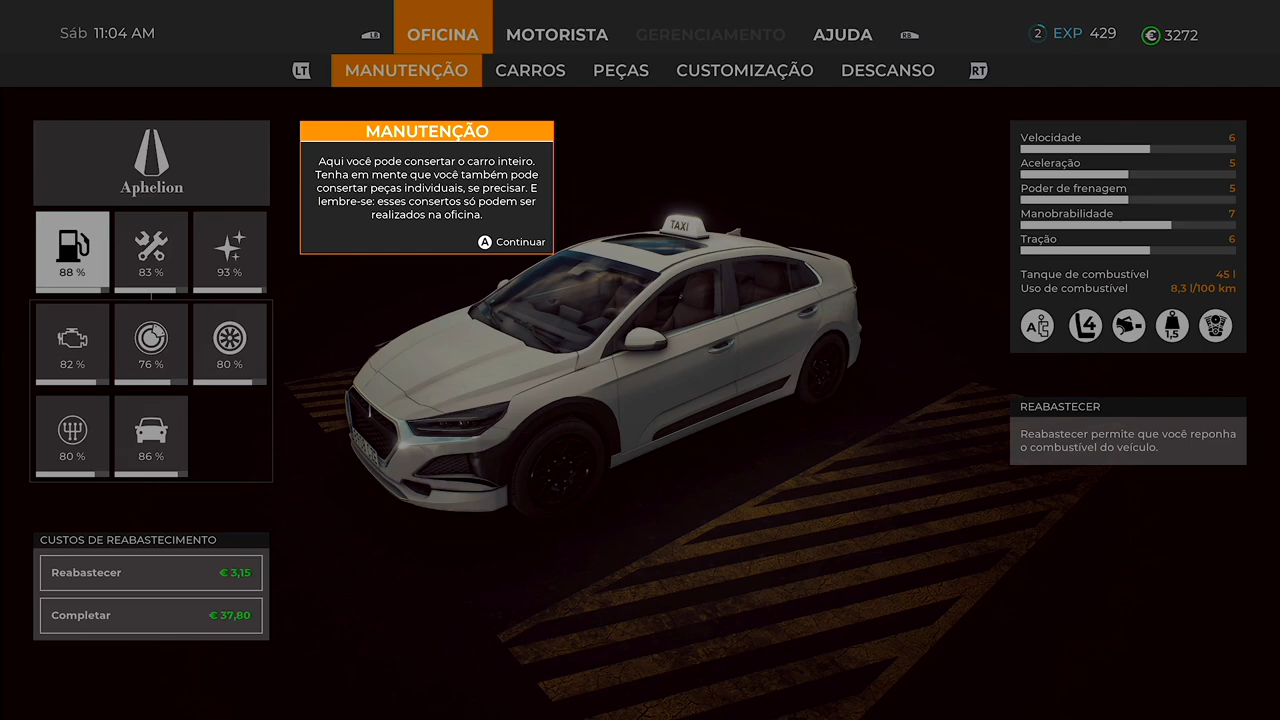 Sáb 11:04 AM
LB
OFICINA
MOTORISTA
GERENCIAMENTO
AJUDA
RB
2 EXP 429
€ 3272
LT
MANUTENÇÃO
CARROS
PEÇAS
CUSTOMIZAÇÃO
DESCANSO
RT
Aphelion
88 %
83 %
93 %
82 %
76 %
80 %
80 %
86 %
CUSTOS DE REABASTECIMENTO
Reabastecer € 3,15
Completar € 37,80
MANUTENÇÃO
Aqui você pode consertar o carro inteiro.
Tenha em mente que você também pode
consertar peças individuais, se precisar. E
lembre-se: esses consertos só podem ser
realizados na oficina.
A Continuar
TAXI
Velocidade 6
Aceleração 5
Poder de frenagem 5
Manobrabilidade 7
Tração 6
Tanque de combustível 45 l
Uso de combustível 8,3 l/100 km
A
4
1,5
REABASTECER
Reabastecer permite que você reponha
o combustível do veículo.